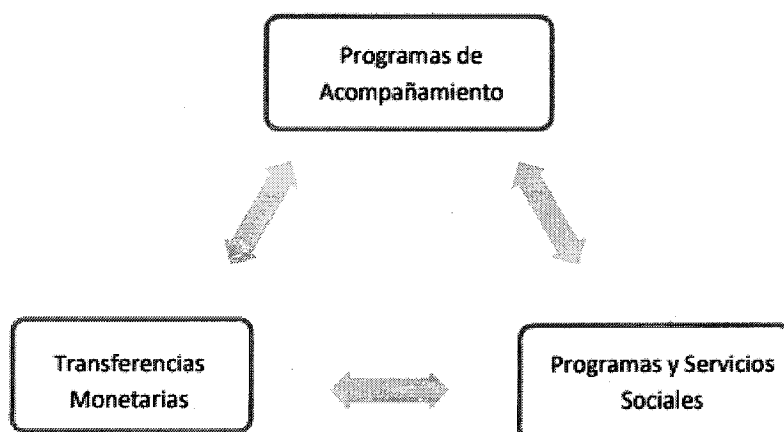 Programas de
Acompañamiento
Transferencias
Monetarias
Programas y Servicios
Sociales